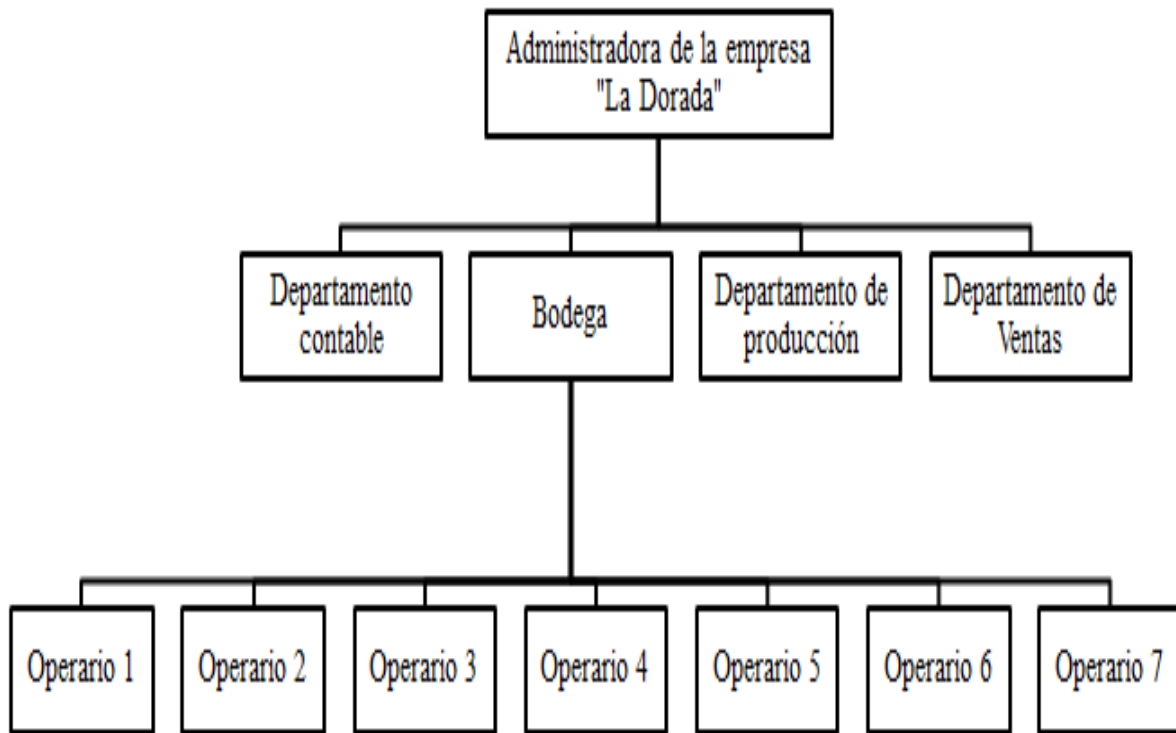 Administradora de la empresa
"La Dorada"
Departamento
contable
Bodega
Departamento de
producción
Departamento de
Ventas
Operario 1
Operario 2
Operario 3
Operario 4
Operario 5
Operario 6
Operario 7